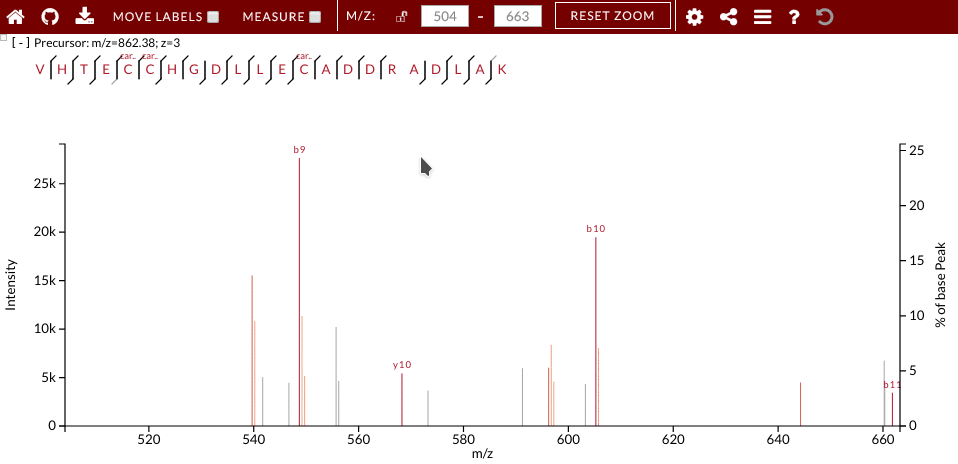 MOVE LABELS MEASURE M/Z: 504 - 663 RESET ZOOM ?
[ - ] Precursor: m/z=862.38; z=3
car.. car.. car..
V H T E C C H G D L L E C A D D R A D L A K
b9
b10
y10
b11
25k
20k
15k
10k
5k
0
Intensity
25
20
15
10
5
0
% of base Peak
520 540 560 580 600 620 640 660
m/z